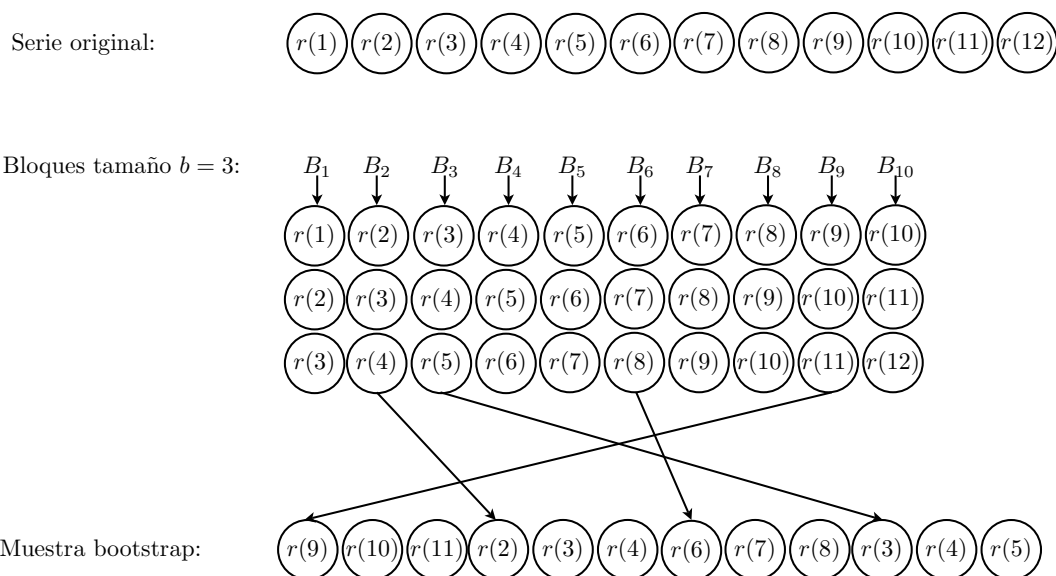 Serie original: r(1) r(2) r(3) r(4) r(5) r(6) r(7) r(8) r(9) r(10) r(11) r(12)
Bloques tamaño b = 3: B₁ B₂ B₃ B₄ B₅ B₆ B₇ B₈ B₉ B₁₀
r(1) r(2) r(3) r(4) r(5) r(6) r(7) r(8) r(9) r(10)
r(2) r(3) r(4) r(5) r(6) r(7) r(8) r(9) r(10) r(11)
r(3) r(4) r(5) r(6) r(7) r(8) r(9) r(10) r(11) r(12)
Muestra bootstrap: r(9) r(10) r(11) r(2) r(3) r(4) r(6) r(7) r(8) r(3) r(4) r(5)